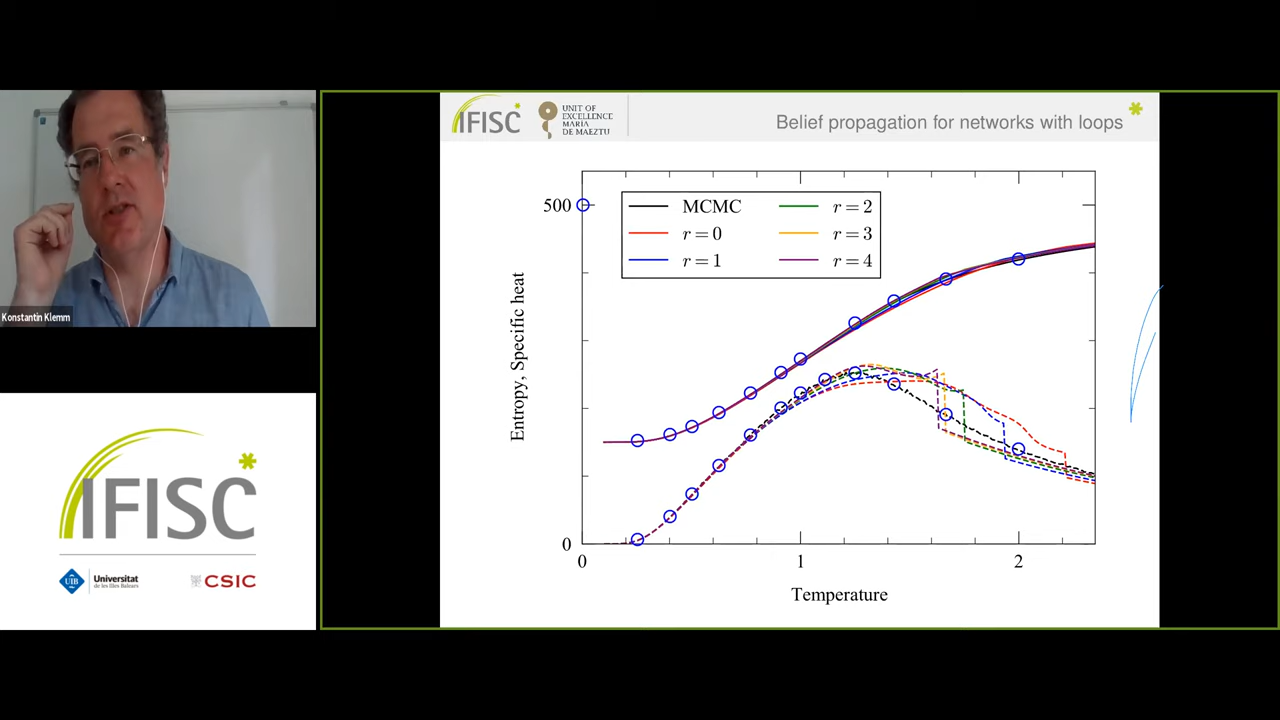 IFISC
UNIT OF
EXCELLENCE
MARÍA
DE MAEZTU
Belief propagation for networks with loops
500
MCMC
r = 0
r = 1
r = 2
r = 3
r = 4
Entropy, Specific heat
0
0
1
2
Temperature
Konstantin Klemm
IFISC
UIB
Universitat
de les Illes Balears
CSIC